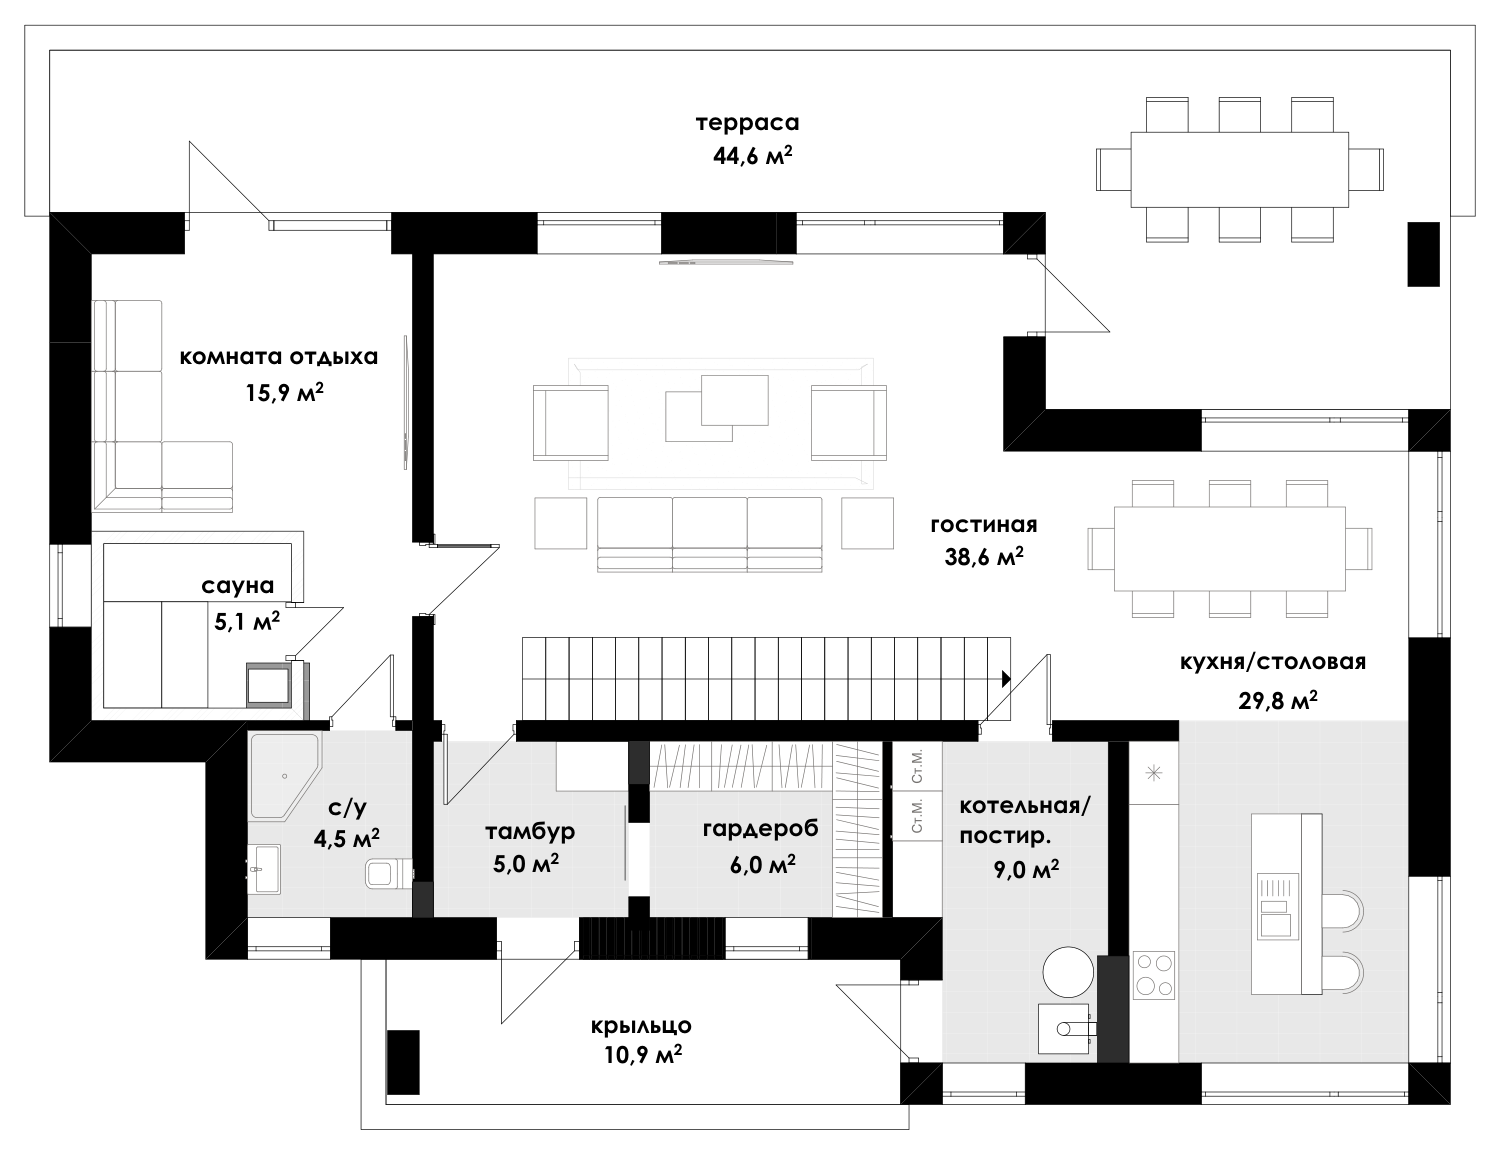 терраса
44,6 м²
комната отдыха
15,9 м²
гостиная
38,6 м²
сауна
5,1 м²
кухня/столовая
29,8 м²
Ст.М.
Ст.М.
с/у
4,5 м²
тамбур
5,0 м²
гардероб
6,0 м²
котельная/
постир.
9,0 м²
крыльцо
10,9 м²